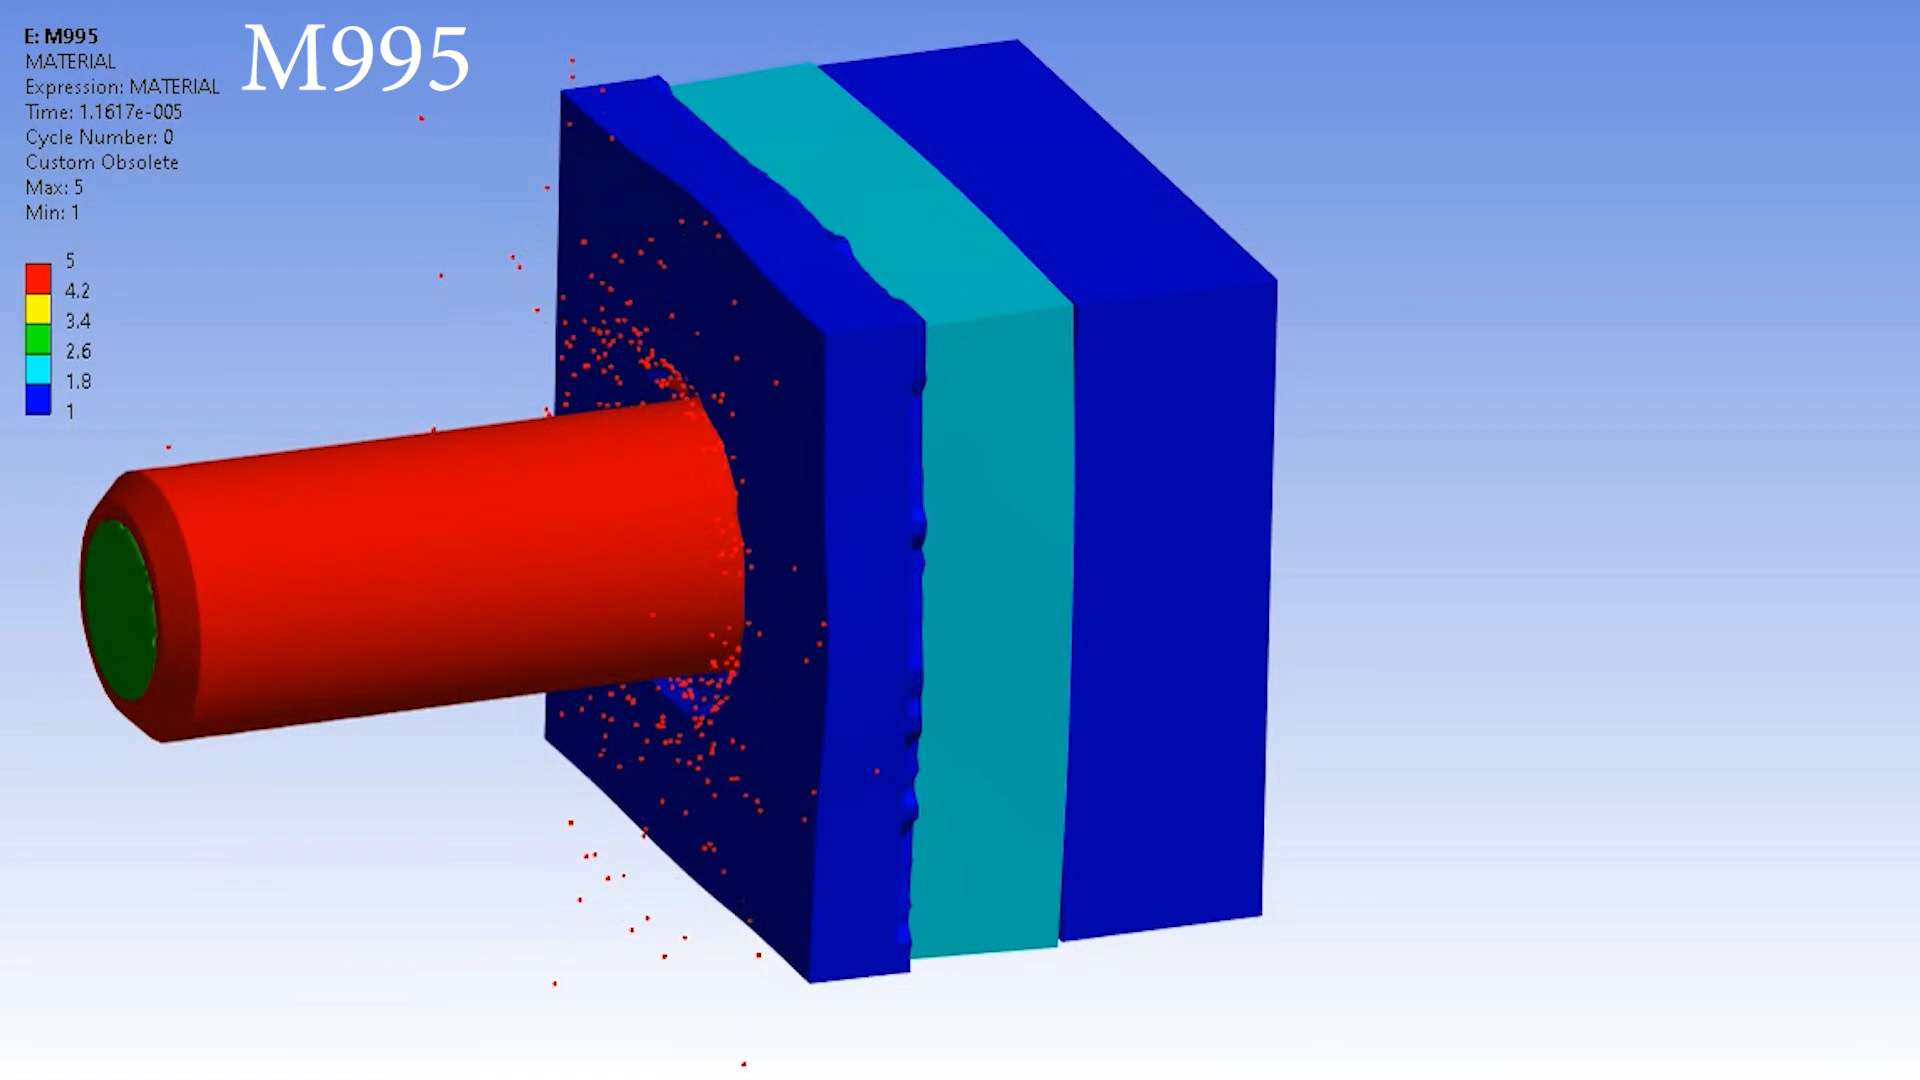 M995
E: M995
MATERIAL
Expression: MATERIAL
Time: 1.1617e-005
Cycle Number: 0
Custom Obsolete
Max: 5
Min: 1
5
4.2
3.4
2.6
1.8
1